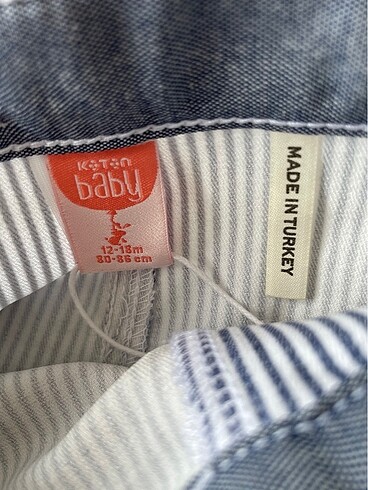 KOTON
baby
12-18m
80-86 cm
MADE IN TURKEY